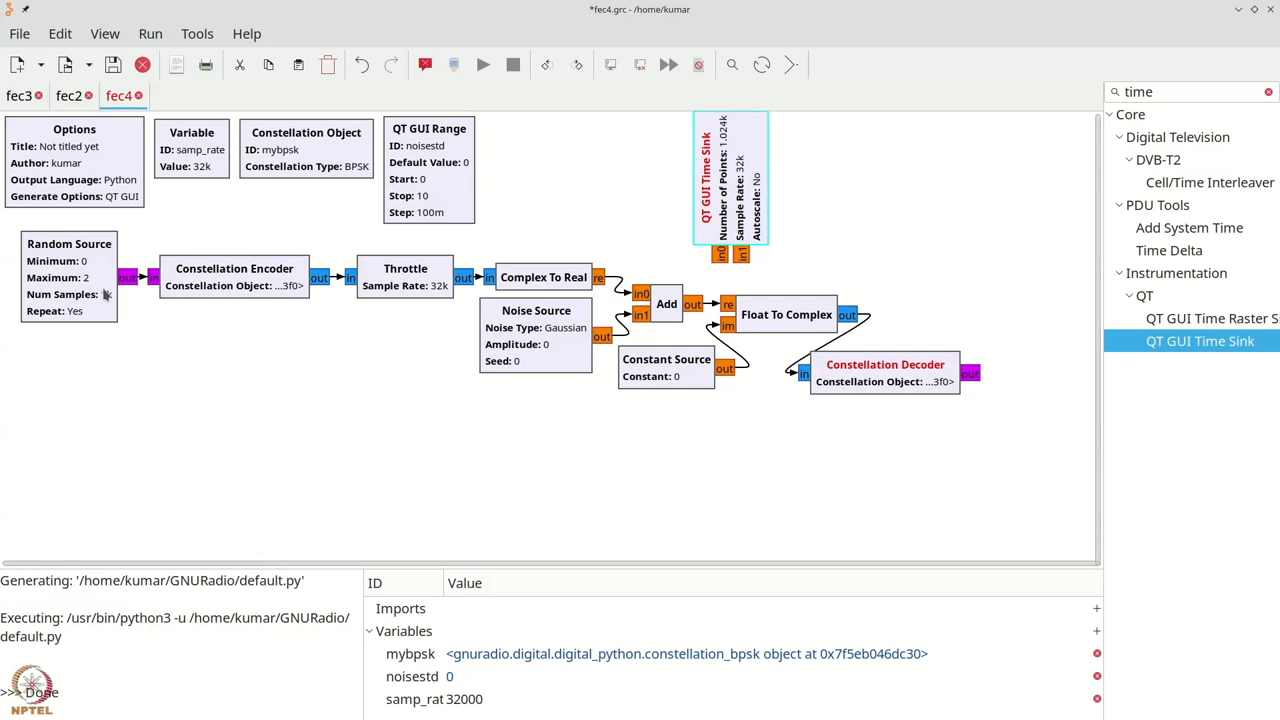 *fec4.grc - /home/kumar
File Edit View Run Tools Help
fec3 fec2 fec4
time
Core
Digital Television
DVB-T2
Cell/Time Interleaver
PDU Tools
Add System Time
Time Delta
Instrumentation
QT
QT GUI Time Raster Si
QT GUI Time Sink
Options
Title: Not titled yet
Author: kumar
Output Language: Python
Generate Options: QT GUI
Variable
ID: samp_rate
Value: 32k
Constellation Object
ID: mybpsk
Constellation Type: BPSK
QT GUI Range
ID: noisestd
Default Value: 0
Start: 0
Stop: 10
Step: 100m
QT GUI Time Sink
Number of Points: 1.024k
Sample Rate: 32k
Autoscale: No
in0 in1
Random Source
Minimum: 0
Maximum: 2
Num Samples:
Repeat: Yes
out
in
Constellation Encoder
Constellation Object: ...3f0>
out
in
Throttle
Sample Rate: 32k
out
in
Complex To Real
re
Noise Source
Noise Type: Gaussian
Amplitude: 0
Seed: 0
out
in0
in1
Add
out
Constant Source
Constant: 0
out
re
im
Float To Complex
out
in
Constellation Decoder
Constellation Object: ...3f0>
out
Generating: '/home/kumar/GNURadio/default.py'
Executing: /usr/bin/python3 -u /home/kumar/GNURadio/
default.py
>>> Done
NPTEL
ID Value
Imports
Variables
mybpsk <gnuradio.digital.digital_python.constellation_bpsk object at 0x7f5eb046dc30>
noisestd 0
samp_rat 32000